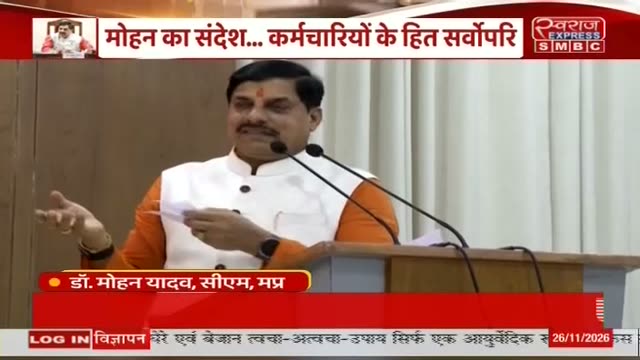 मोहन का संदेश... कर्मचारियों के हित सर्वोपरि
स्वराज
EXPRESS
SMBC
डॉ. मोहन यादव, सीएम, मप्र
LOG IN विज्ञापन एवं बेजान त्वचा-अत्वचा-उपाय सिर्फ एक आयुर्वेदिक 26/11/2026